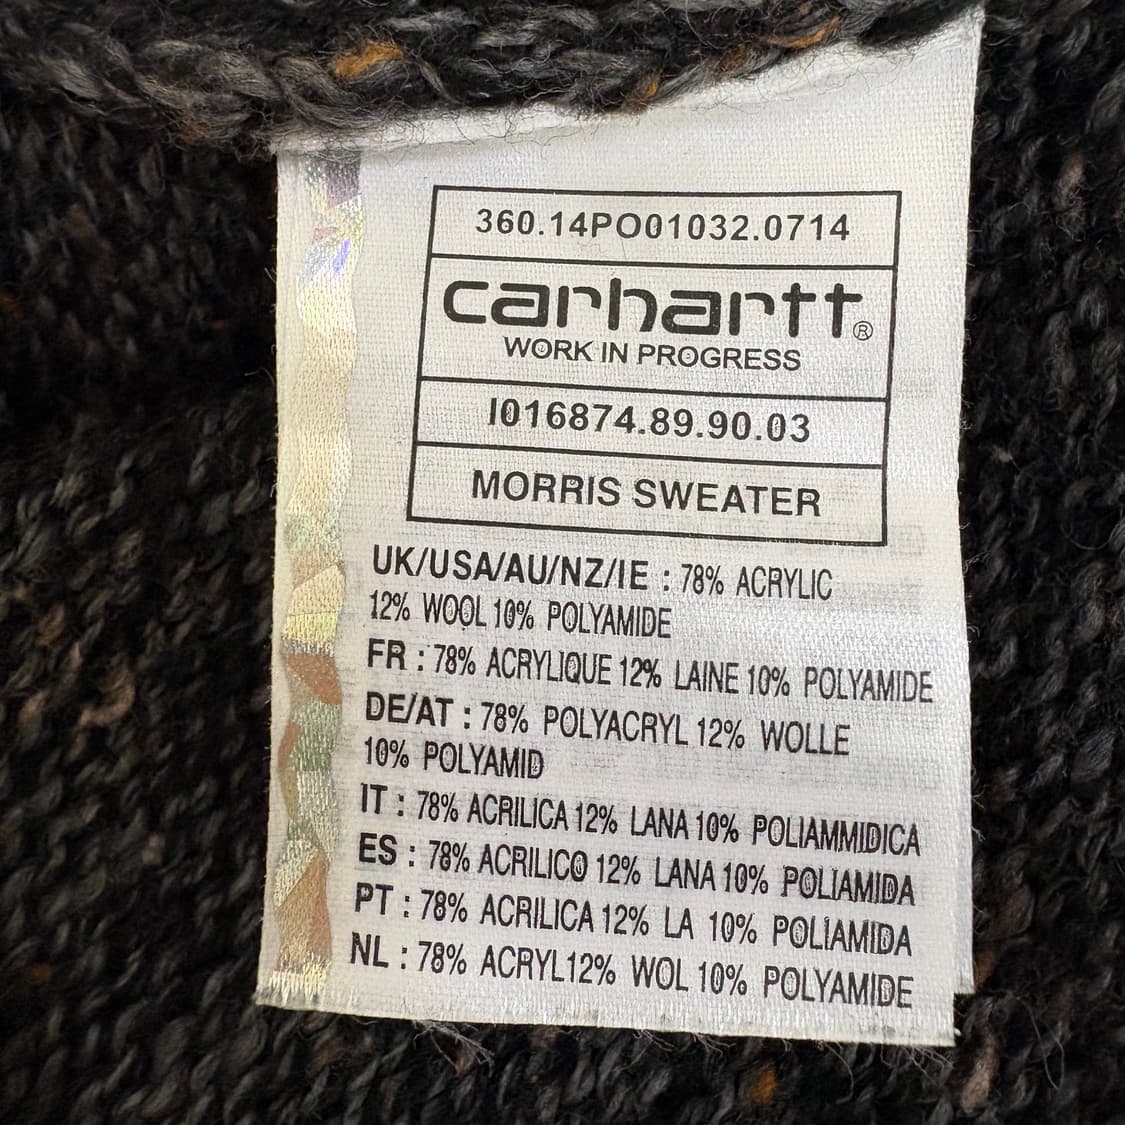 360.14PO01032.0714
carhartt®
WORK IN PROGRESS
I016874.89.90.03
MORRIS SWEATER
UK/USA/AU/NZ/IE : 78% ACRYLIC
12% WOOL 10% POLYAMIDE
FR : 78% ACRYLIQUE 12% LAINE 10% POLYAMIDE
DE/AT : 78% POLYACRYL 12% WOLLE
10% POLYAMID
IT : 78% ACRILICA 12% LANA 10% POLIAMMIDICA
ES : 78% ACRILICO 12% LANA 10% POLIAMIDA
PT : 78% ACRILICA 12% LA 10% POLIAMIDA
NL : 78% ACRYL12% WOL 10% POLYAMIDE